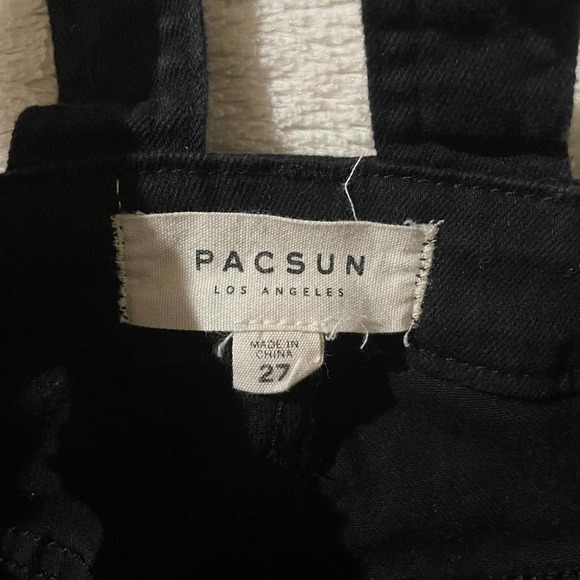 PACSUN
LOS ANGELES
MADE IN
CHINA
27